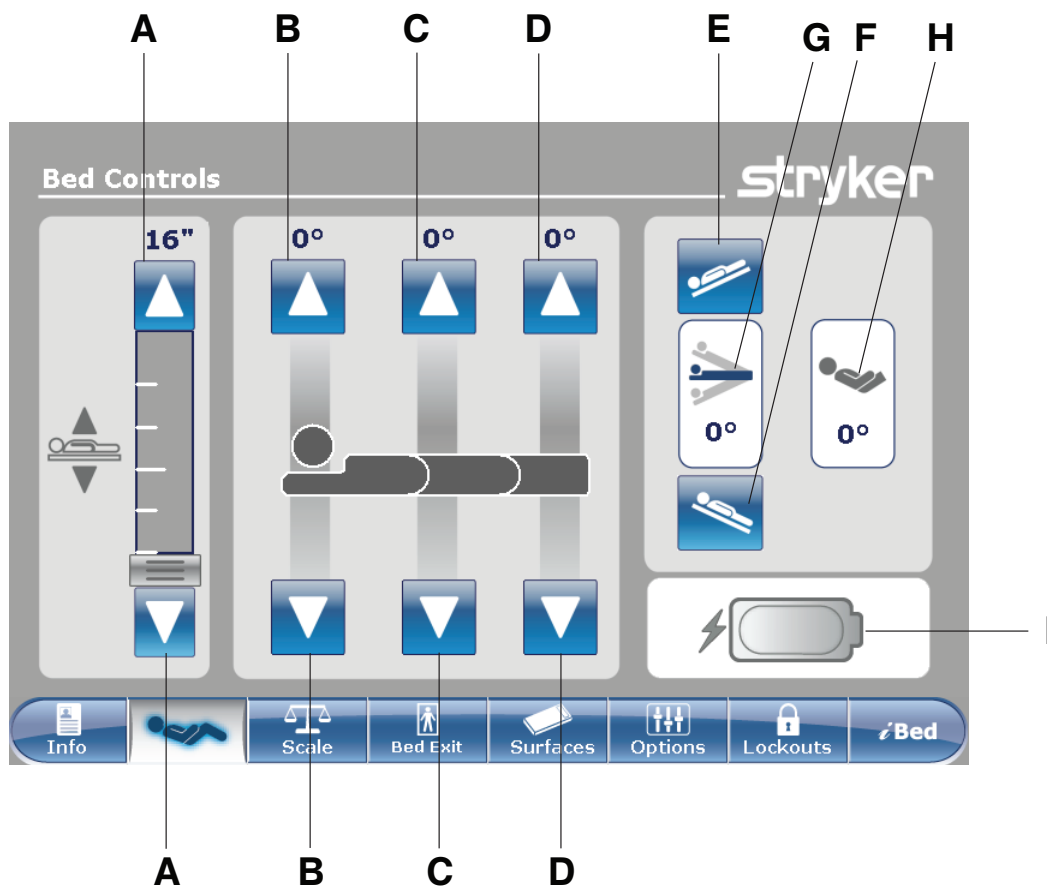 A B C D E G F H
Bed Controls
stryker
16" 0° 0° 0°
0° 0°
Info Scale Bed Exit Surfaces Options Lockouts iBed
A B C D